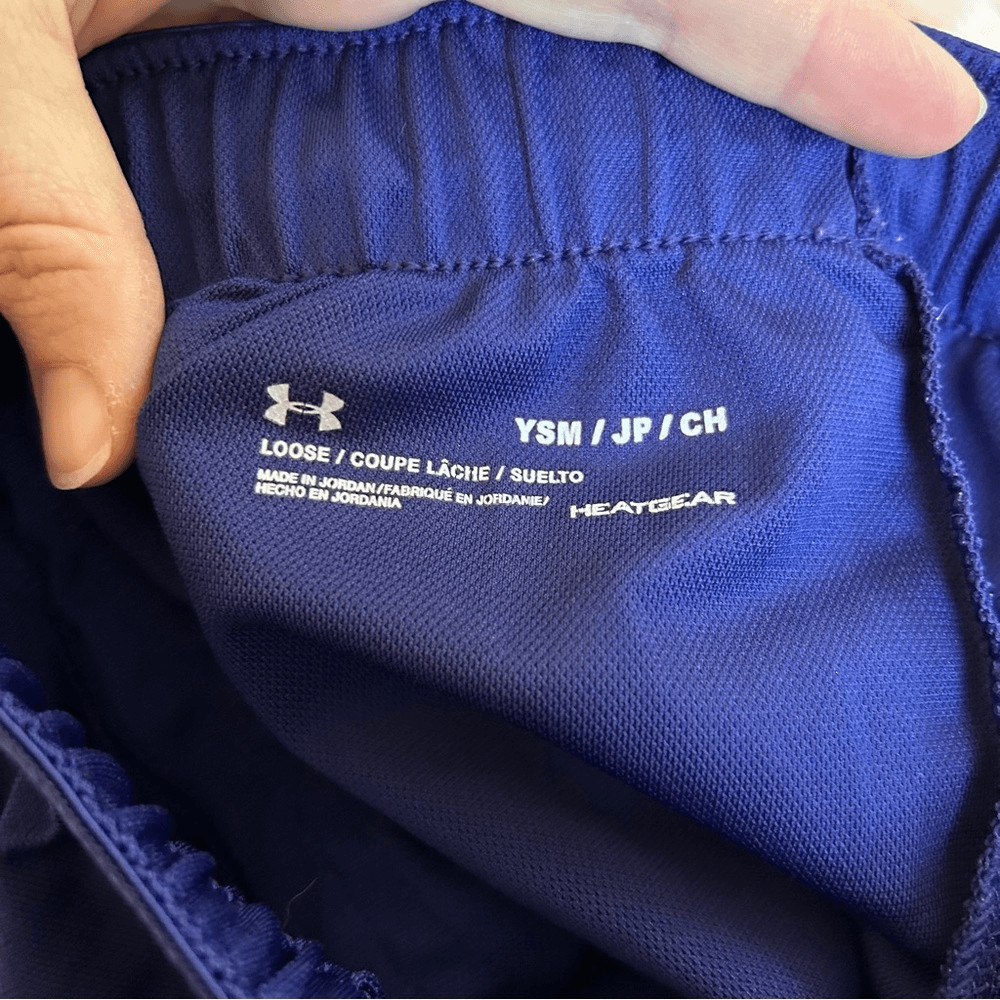 YSM / JP / CH
LOOSE / COUPE LÂCHE / SUELTO
MADE IN JORDAN/FABRIQUÉ EN JORDANIE/
HECHO EN JORDANIA
HEATGEAR